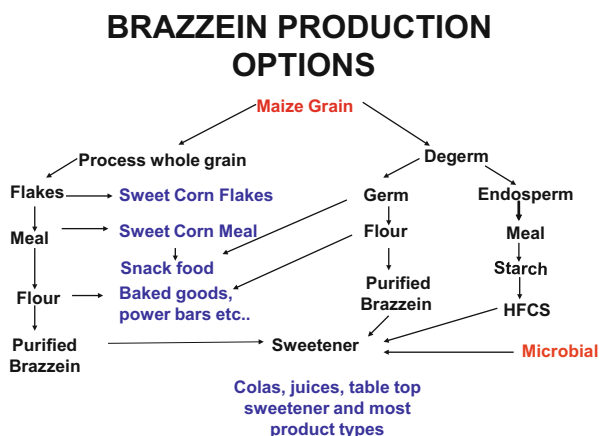 BRAZZEIN PRODUCTION
OPTIONS
Maize Grain
Process whole grain
Degerm
Flakes
Sweet Corn Flakes
Germ
Endosperm
Meal
Sweet Corn Meal
Flour
Meal
Snack food
Starch
Flour
Baked goods,
power bars etc..
Purified
Brazzein
HFCS
Purified
Brazzein
Sweetener
Microbial
Colas, juices, table top
sweetener and most
product types